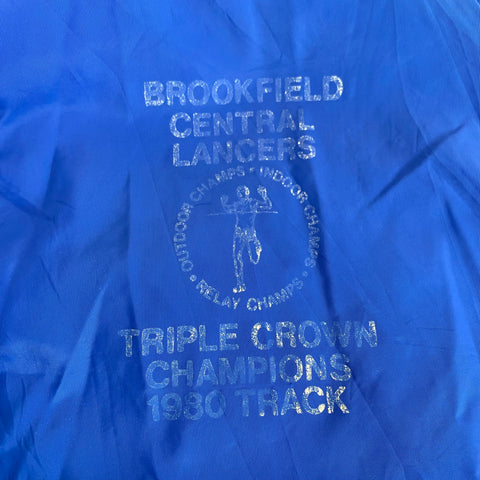 BROOKFIELD
CENTRAL
LANCERS
OUTDOOR CHAMPS • INDOOR CHAMPS • RELAY CHAMPS •
TRIPLE CROWN
CHAMPIONS
1980 TRACK